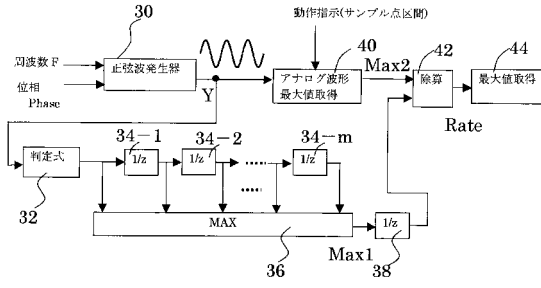 30
動作指示(サンプル点区間)
周波数F
位相
Phase
正弦波発生器
Y
アナログ波形
最大値取得
40
Max2
42
除算
44
最大値取得
Rate
判定式
32
34-1
1/z
34-2
1/z
34-m
1/z
MAX
36
Max1
1/z
38